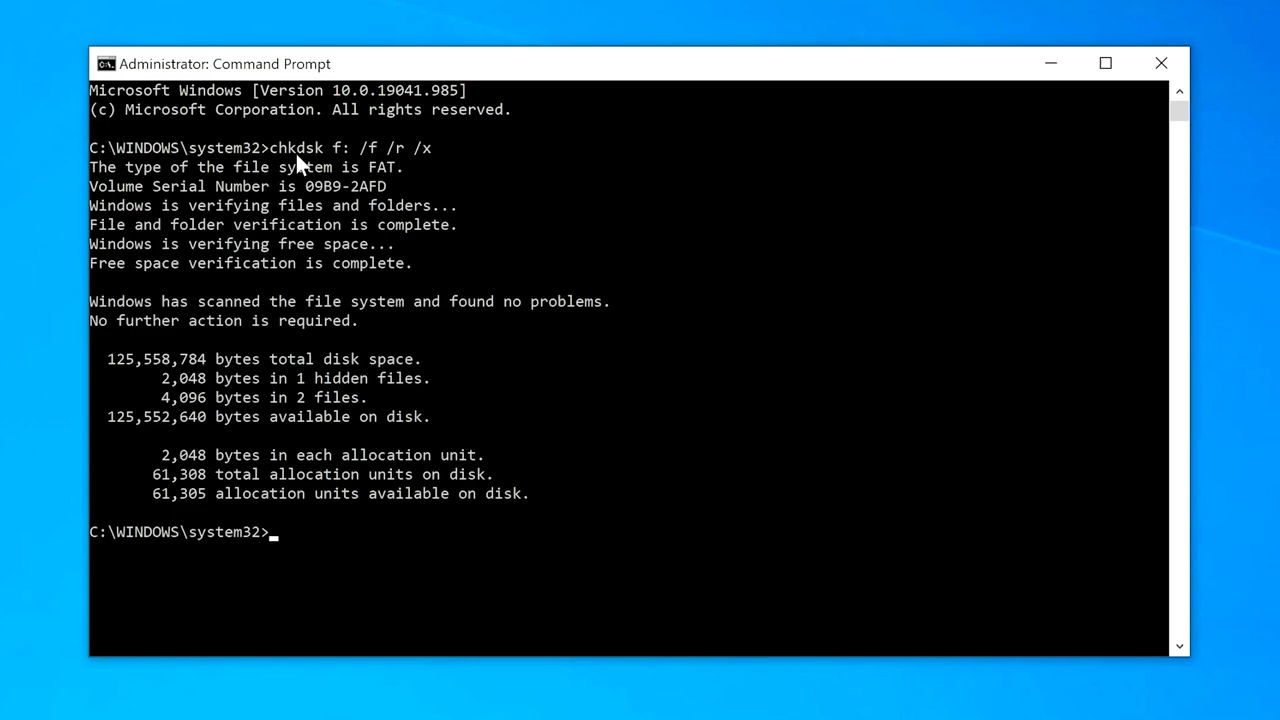 Administrator: Command Prompt
Microsoft Windows [Version 10.0.19041.985]
(c) Microsoft Corporation. All rights reserved.
C:\WINDOWS\system32>chkdsk f: /f /r /x
The type of the file system is FAT.
Volume Serial Number is 09B9-2AFD
Windows is verifying files and folders...
File and folder verification is complete.
Windows is verifying free space...
Free space verification is complete.
Windows has scanned the file system and found no problems.
No further action is required.
125,558,784 bytes total disk space.
2,048 bytes in 1 hidden files.
4,096 bytes in 2 files.
125,552,640 bytes available on disk.
2,048 bytes in each allocation unit.
61,308 total allocation units on disk.
61,305 allocation units available on disk.
C:\WINDOWS\system32>